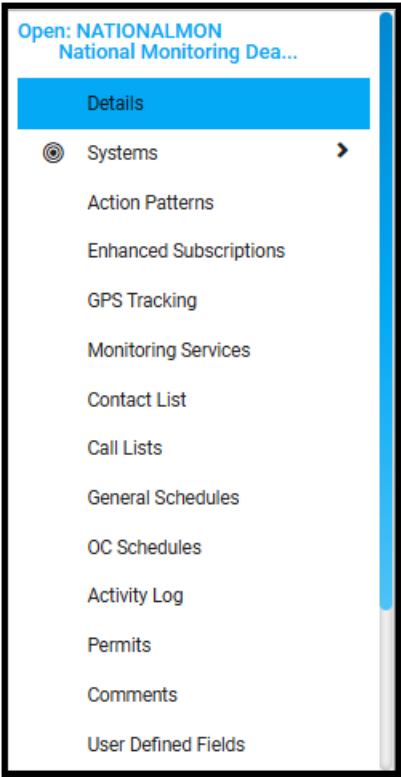 Open: NATIONALMON
National Monitoring Dea...
Details
Systems
Action Patterns
Enhanced Subscriptions
GPS Tracking
Monitoring Services
Contact List
Call Lists
General Schedules
OC Schedules
Activity Log
Permits
Comments
User Defined Fields